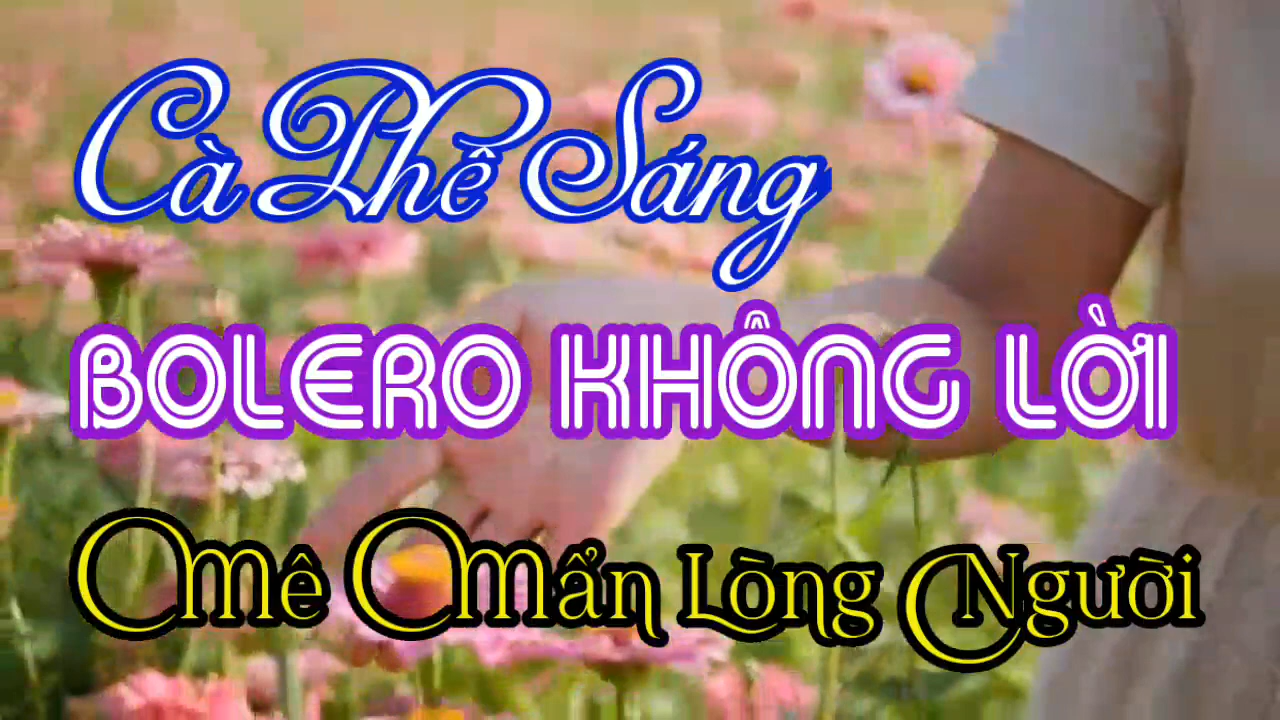 Cà Phê Sáng
BOLERO KHÔNG LỜI
Mê Mẩn Lòng Người